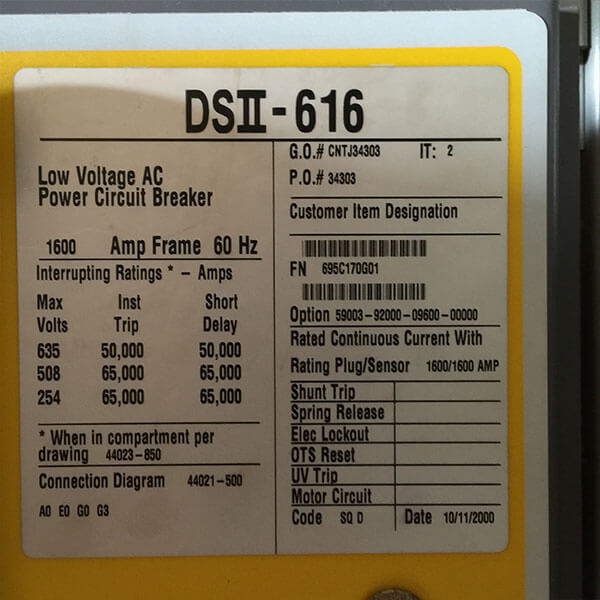 DSII-616
Low Voltage AC
Power Circuit Breaker
1600 Amp Frame 60 Hz
Interrupting Ratings * - Amps
Max Inst Short
Volts Trip Delay
635 50,000 50,000
508 65,000 65,000
254 65,000 65,000
* When in compartment per
drawing 44023-850
Connection Diagram 44021-500
A0 E0 G0 G3
G.O.# CNTJ34303 IT: 2
P.O.# 34303
Customer Item Designation
FN 695C170G01
Option 59003-92000-09600-00000
Rated Continuous Current With
Rating Plug/Sensor 1600/1600 AMP
Shunt Trip
Spring Release
Elec Lockout
OTS Reset
UV Trip
Motor Circuit
Code SQ D Date 10/11/2000